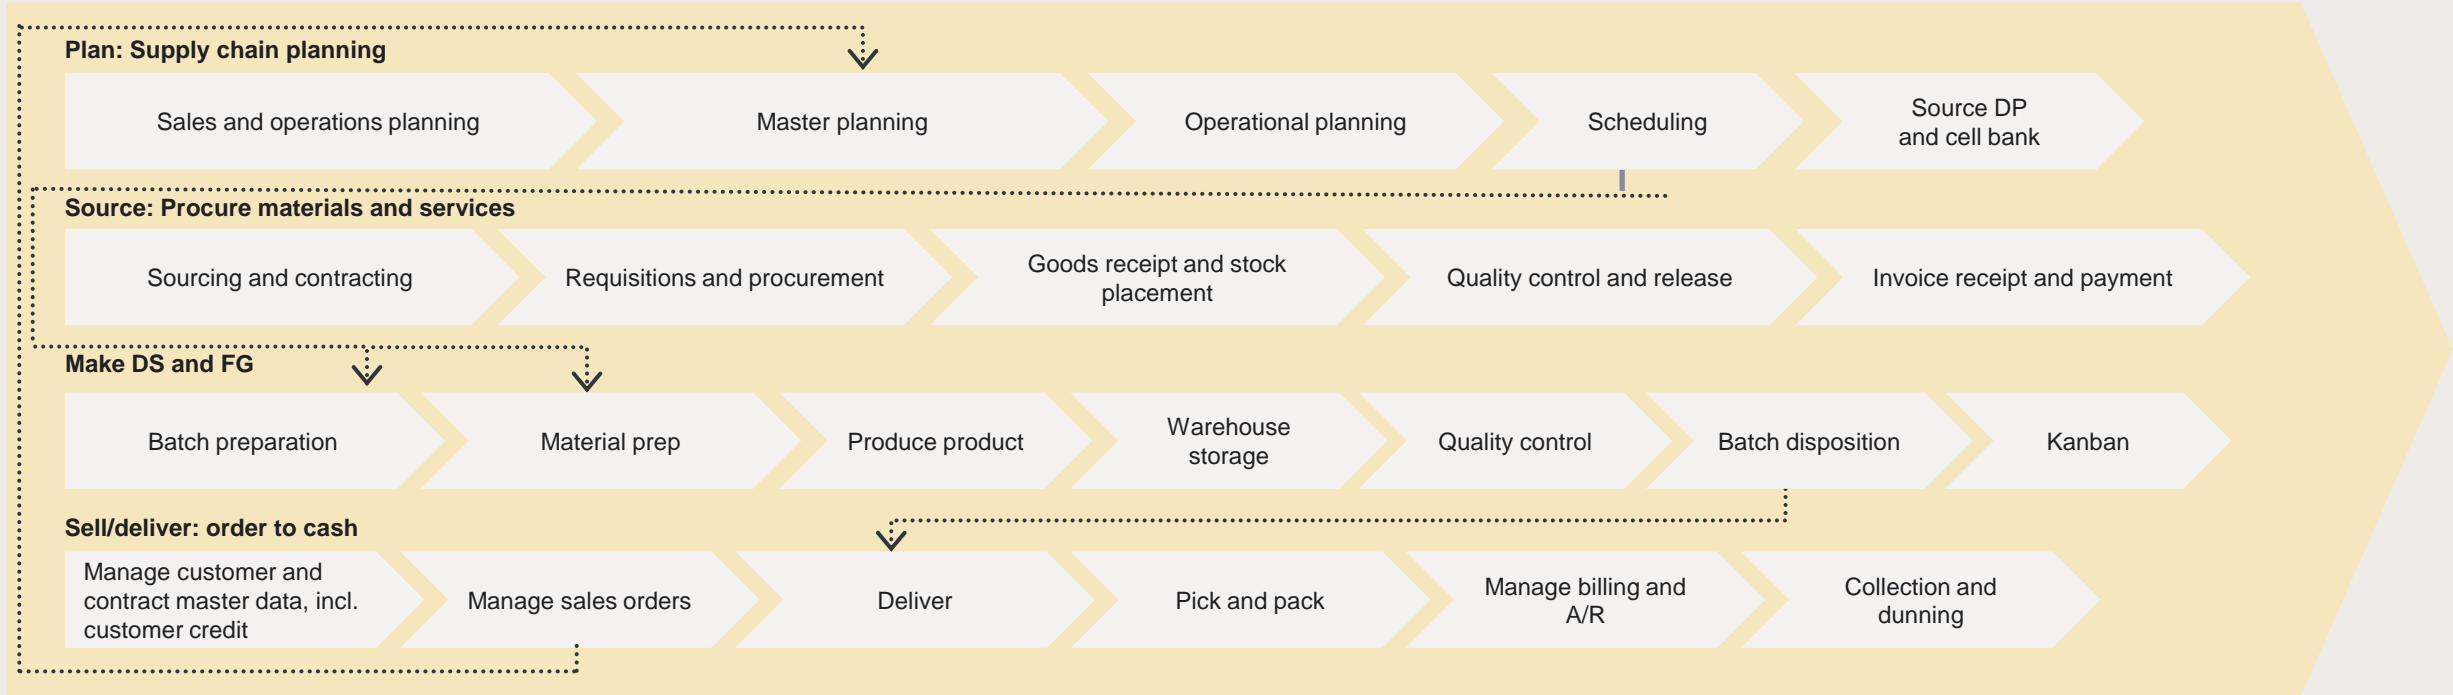 Plan: Supply chain planning
Sales and operations planning
Master planning
Operational planning
Scheduling
Source DP
and cell bank
Source: Procure materials and services
Sourcing and contracting
Requisitions and procurement
Goods receipt and stock
placement
Quality control and release
Invoice receipt and payment
Make DS and FG
Batch preparation
Material prep
Produce product
Warehouse
storage
Quality control
Batch disposition
Kanban
Sell/deliver: order to cash
Manage customer and
contract master data, incl.
customer credit
Manage sales orders
Deliver
Pick and pack
Manage billing and
A/R
Collection and
dunning